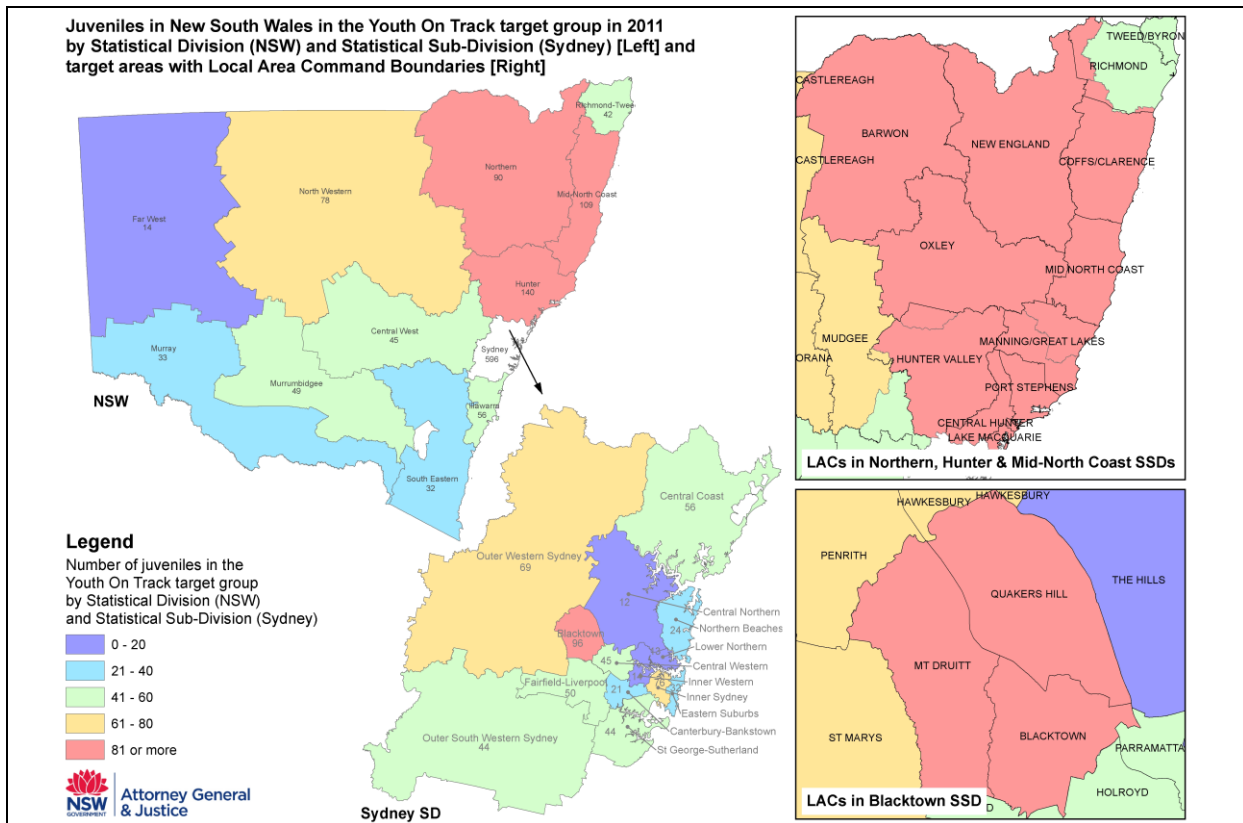 Juveniles in New South Wales in the Youth On Track target group in 2011
by Statistical Division (NSW) and Statistical Sub-Division (Sydney) [Left] and
target areas with Local Area Command Boundaries [Right]
Richmond-Twee
42
Northern
90
North Western
78
Mid-North Coast
109
Far West
14
Hunter
140
Central West
45
Sydney
596
Murray
33
Murrumbidgee
49
Illawarra
56
NSW
South Eastern
32
Central Coast
56
Outer Western Sydney
69
12
Central Northern
24
Northern Beaches
Blacktown
96
Lower Northern
45
Central Western
Fairfield-Liverpool
50
Inner Western
21
Inner Sydney
Eastern Suburbs
Canterbury-Bankstown
44
St George-Sutherland
Outer South Western Sydney
44
Sydney SD
Legend
Number of juveniles in the
Youth On Track target group
by Statistical Division (NSW)
and Statistical Sub-Division (Sydney)
0 - 20
21 - 40
41 - 60
61 - 80
81 or more
NSW
GOVERNMENT
Attorney General
& Justice
TWEED/BYRON
RICHMOND
CASTLEREAGH
BARWON
NEW ENGLAND
COFFS/CLARENCE
CASTLEREAGH
OXLEY
MID NORTH COAST
MUDGEE
MANNING/GREAT LAKES
ORANA
HUNTER VALLEY
PORT STEPHENS
CENTRAL HUNTER
LAKE MACQUARIE
LACs in Northern, Hunter & Mid-North Coast SSDs
HAWKESBURY
HAWKESBURY
PENRITH
THE HILLS
QUAKERS HILL
MT DRUITT
ST MARYS
BLACKTOWN
PARRAMATTA
HOLROYD
LACs in Blacktown SSD